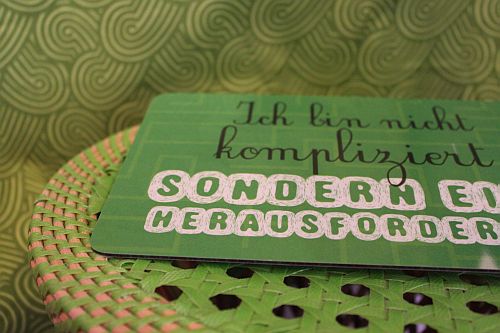 Ich bin nicht
kompliziert
SONDERN EI
HERAUSFORDER